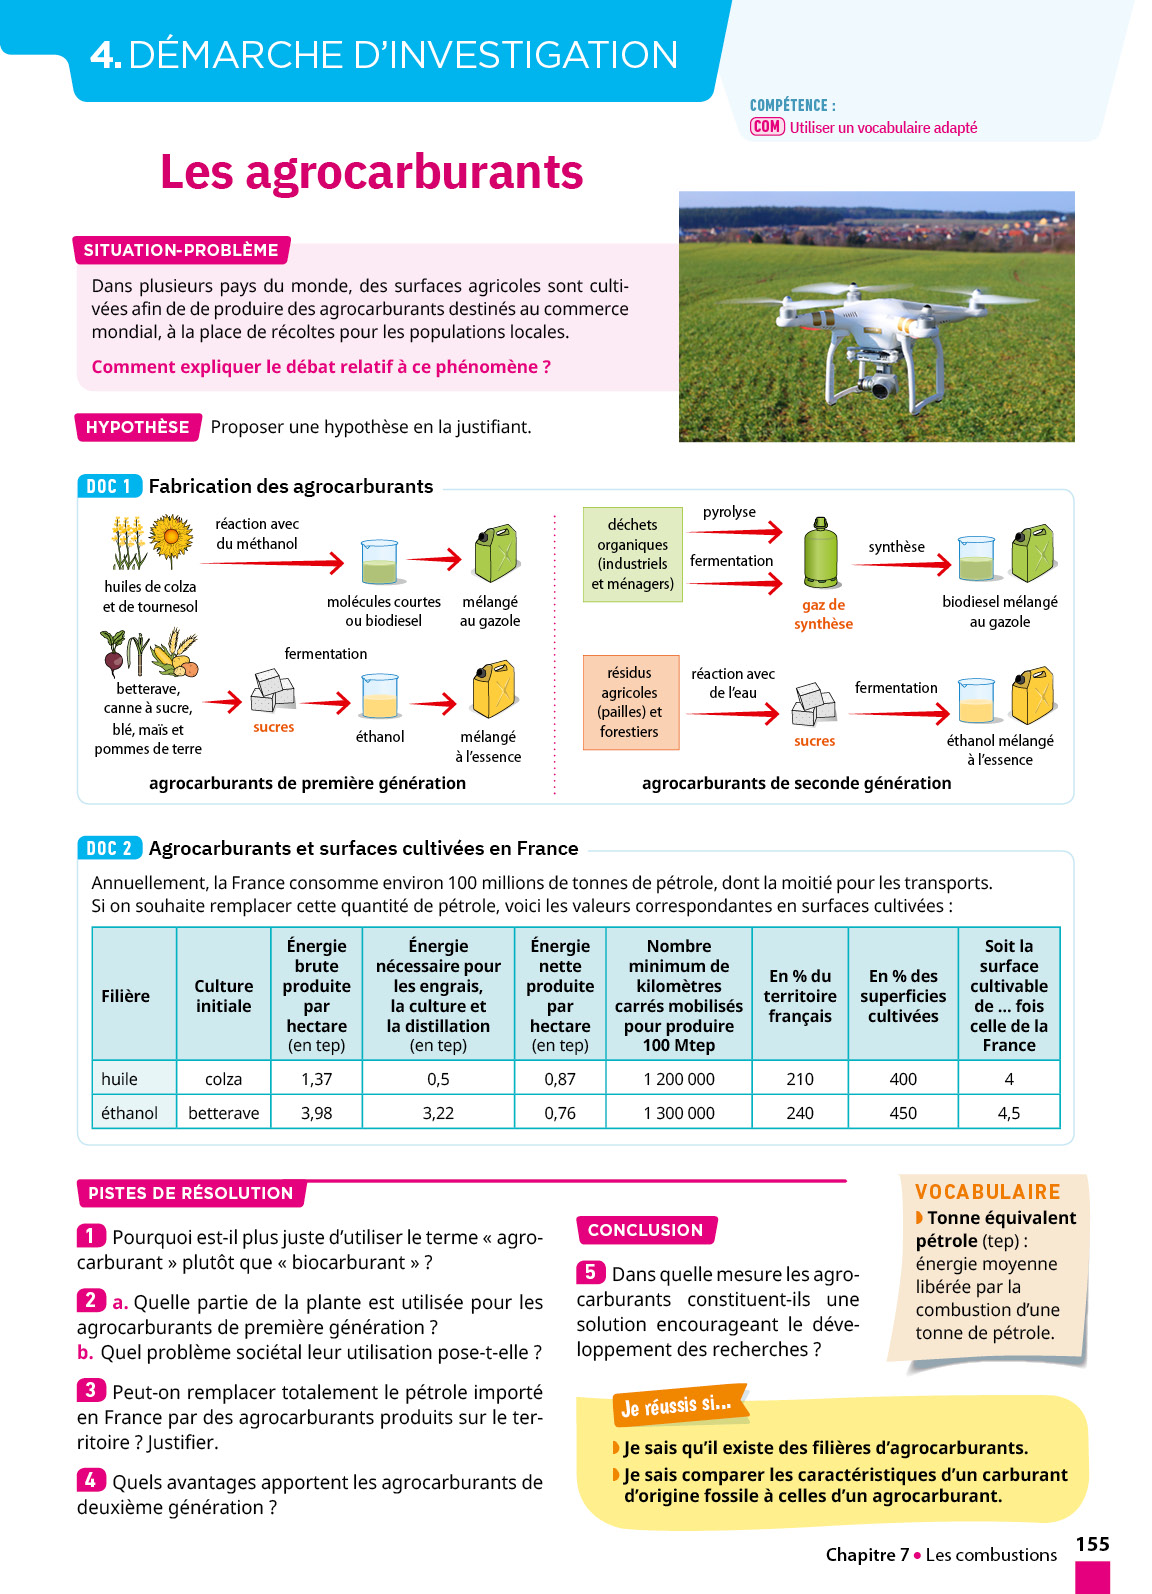 4. DÉMARCHE D’INVESTIGATION
COMPÉTENCE :
COM Utiliser un vocabulaire adapté
Les agrocarburants
SITUATION-PROBLÈME
Dans plusieurs pays du monde, des surfaces agricoles sont culti-
vées afin de de produire des agrocarburants destinés au commerce
mondial, à la place de récoltes pour les populations locales.
Comment expliquer le débat relatif à ce phénomène ?
HYPOTHÈSE Proposer une hypothèse en la justifiant.
DOC 1 Fabrication des agrocarburants
réaction avec
du méthanol
huiles de colza
et de tournesol
molécules courtes
ou biodiesel
mélangé
au gazole
fermentation
betterave,
canne à sucre,
blé, maïs et
pommes de terre
sucres
éthanol
mélangé
à l’essence
agrocarburants de première génération
déchets
organiques
(industriels
et ménagers)
pyrolyse
fermentation
gaz de
synthèse
synthèse
biodiesel mélangé
au gazole
résidus
agricoles
(pailles) et
forestiers
réaction avec
de l’eau
sucres
fermentation
éthanol mélangé
à l’essence
agrocarburants de seconde génération
DOC 2 Agrocarburants et surfaces cultivées en France
Annuellement, la France consomme environ 100 millions de tonnes de pétrole, dont la moitié pour les transports.
Si on souhaite remplacer cette quantité de pétrole, voici les valeurs correspondantes en surfaces cultivées :
Filière
Culture
initiale
Énergie
brute
produite
par
hectare
(en tep)
Énergie
nécessaire pour
les engrais,
la culture et
la distillation
(en tep)
Énergie
nette
produite
par
hectare
(en tep)
Nombre
minimum de
kilomètres
carrés mobilisés
pour produire
100 Mtep
En % du
territoire
français
En % des
superficies
cultivées
Soit la
surface
cultivable
de ... fois
celle de la
France
huile colza 1,37 0,5 0,87 1 200 000 210 400 4
éthanol betterave 3,98 3,22 0,76 1 300 000 240 450 4,5
PISTES DE RÉSOLUTION
1 Pourquoi est-il plus juste d’utiliser le terme « agro-
carburant » plutôt que « biocarburant » ?
2 a. Quelle partie de la plante est utilisée pour les
agrocarburants de première génération ?
b. Quel problème sociétal leur utilisation pose-t-elle ?
3 Peut-on remplacer totalement le pétrole importé
en France par des agrocarburants produits sur le ter-
ritoire ? Justifier.
4 Quels avantages apportent les agrocarburants de
deuxième génération ?
CONCLUSION
5 Dans quelle mesure les agro-
carburants constituent-ils une
solution encourageant le déve-
loppement des recherches ?
VOCABULAIRE
Tonne équivalent
pétrole (tep) :
énergie moyenne
libérée par la
combustion d’une
tonne de pétrole.
Je réussis si...
Je sais qu’il existe des filières d’agrocarburants.
Je sais comparer les caractéristiques d’un carburant
d’origine fossile à celles d’un agrocarburant.
Chapitre 7 • Les combustions
155